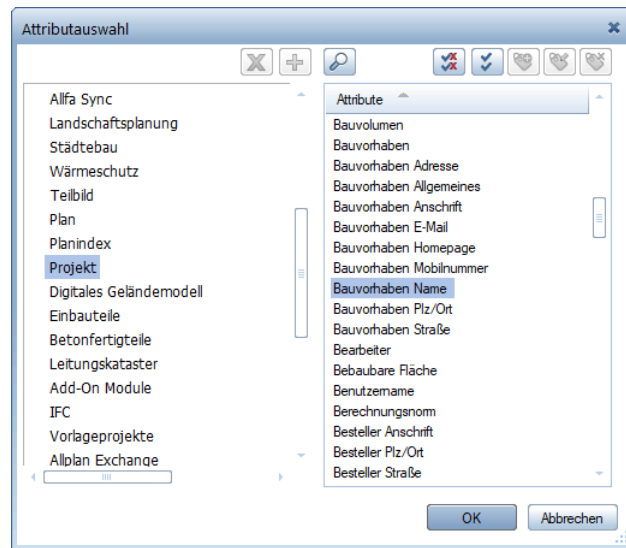 Attributauswahl
Allfa Sync
Landschaftsplanung
Städtebau
Wärmeschutz
Teilbild
Plan
Planindex
Projekt
Digitales Geländemodell
Einbauteile
Betonfertigteile
Leitungskataster
Add-On Module
IFC
Vorlageprojekte
Allplan Exchange
Attribute
Bauvolumen
Bauvorhaben
Bauvorhaben Adresse
Bauvorhaben Allgemeines
Bauvorhaben Anschrift
Bauvorhaben E-Mail
Bauvorhaben Homepage
Bauvorhaben Mobilnummer
Bauvorhaben Name
Bauvorhaben Plz/Ort
Bauvorhaben Straße
Bearbeiter
Bebaubare Fläche
Benutzername
Berechnungsnorm
Besteller Anschrift
Besteller Plz/Ort
Besteller Straße
OK
Abbrechen